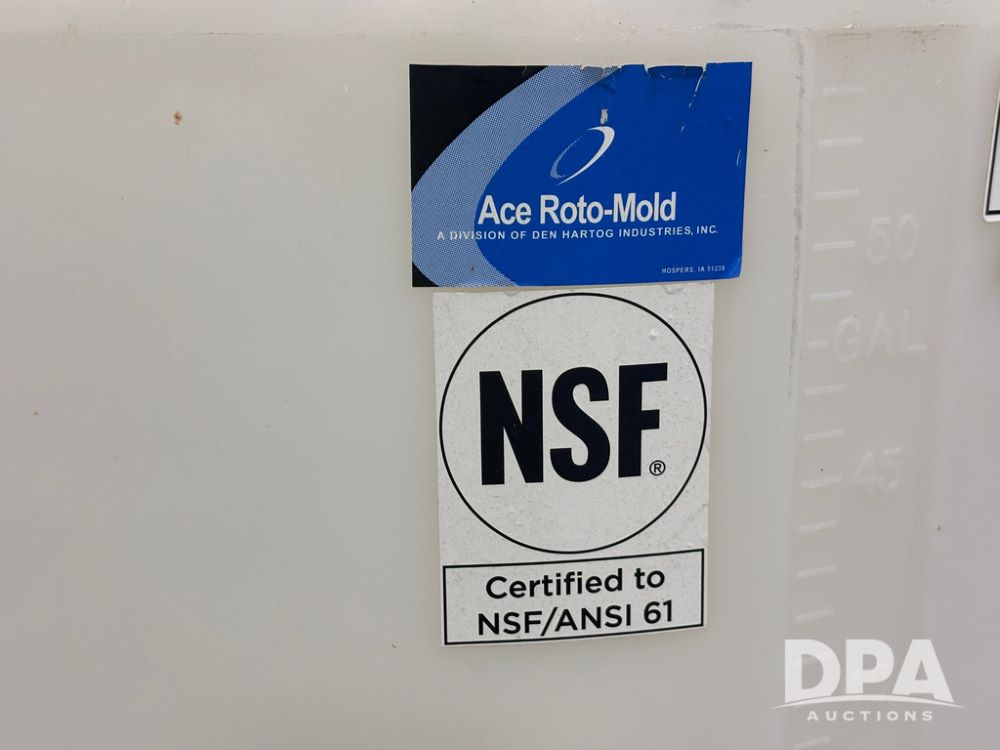 Ace Roto-Mold
A DIVISION OF DEN HARTOG INDUSTRIES, INC.
HOSPERS, IA 51238
NSF®
Certified to
NSF/ANSI 61
50
GAL
45
DPA
AUCTIONS